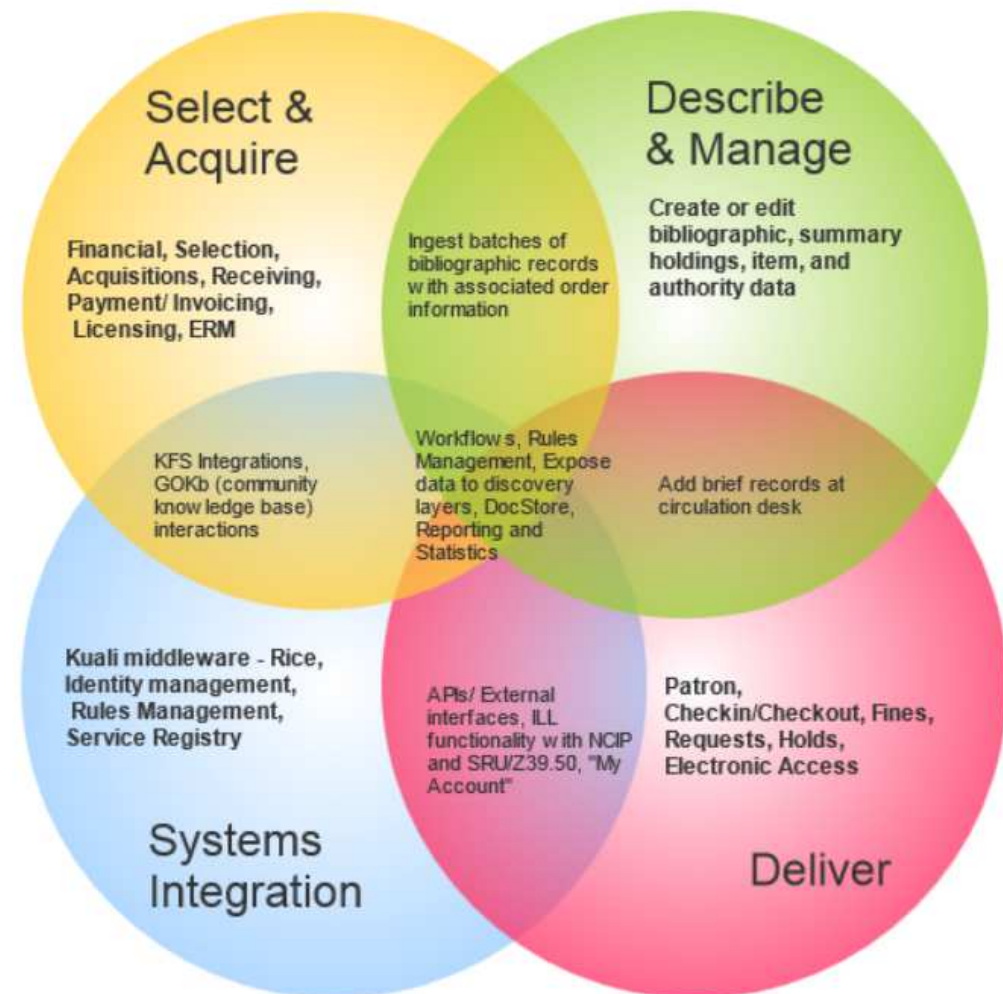 Select &
Acquire
Financial, Selection,
Acquisitions, Receiving,
Payment/ Invoicing,
Licensing, ERM
Ingest batches of
bibliographic records
with associated order
information
Describe
& Manage
Create or edit
bibliographic, summary
holdings, item, and
authority data
KFS Integrations,
GOKb (community
knowledge base)
interactions
Workflows, Rules
Management, Expose
data to discovery
layers, DocStore,
Reporting and
Statistics
Add brief records at
circulation desk
Kuali middleware - Rice,
Identity management,
Rules Management,
Service Registry
Systems
Integration
APIs/ External
interfaces, ILL
functionality with NCIP
and SRU/Z39.50, "My
Account"
Patron,
Checkin/Checkout, Fines,
Requests, Holds,
Electronic Access
Deliver